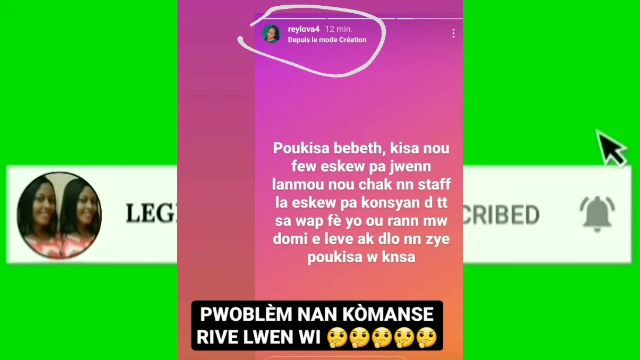 reylova4 12 min.
Depuis le mode Création
Poukisa bebeth, kisa nou
few eskew pa jwenn
lanmou nou chak nn staff
la eskew pa konsyan d tt
sa wap fè yo ou rann mw
domi e leve ak dlo nn zye
poukisa w knsa
LEGE
CRIBED
PWOBLÈM NAN KÒMANSE
RIVE LWEN WI 🤔🤔🤔🤔🤔